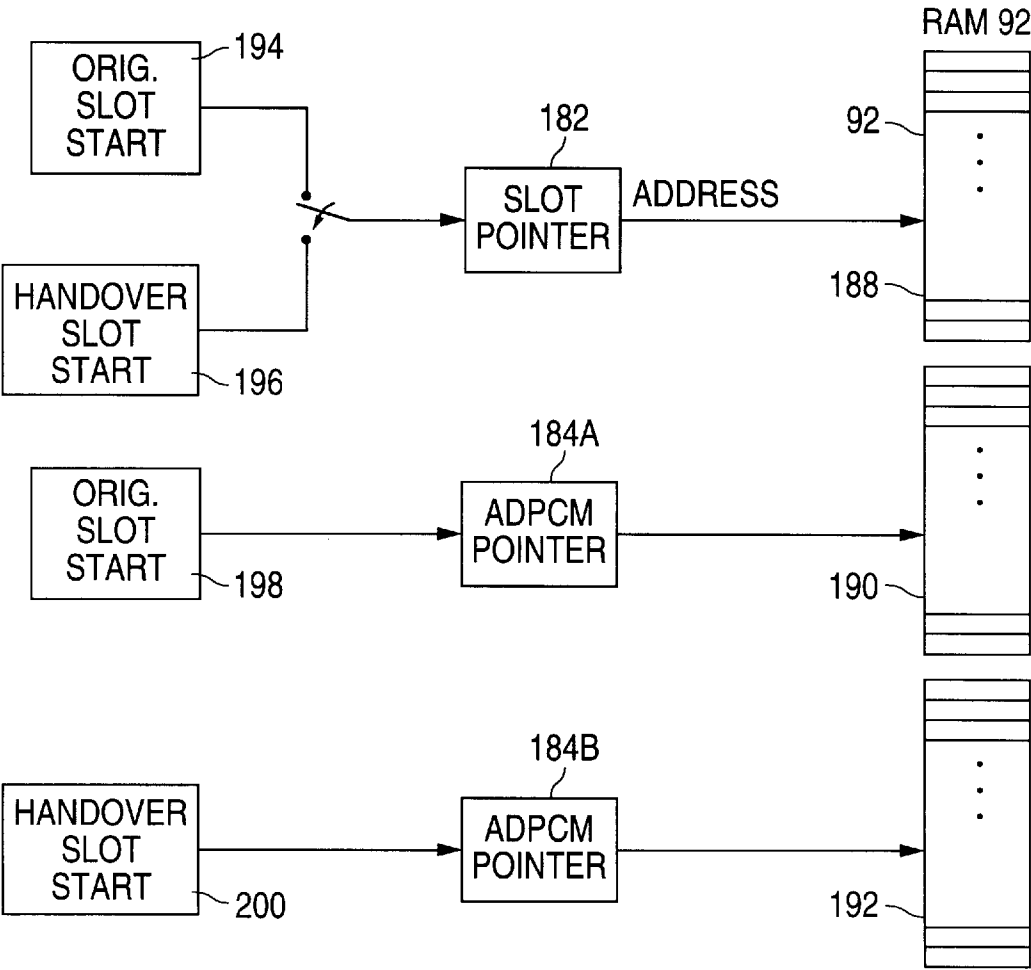 RAM 92
194
ORIG.
SLOT
START
182
92
SLOT
POINTER
ADDRESS
188
HANDOVER
SLOT
START
196
184A
ORIG.
SLOT
START
ADPCM
POINTER
198
190
184B
HANDOVER
SLOT
START
ADPCM
POINTER
200
192